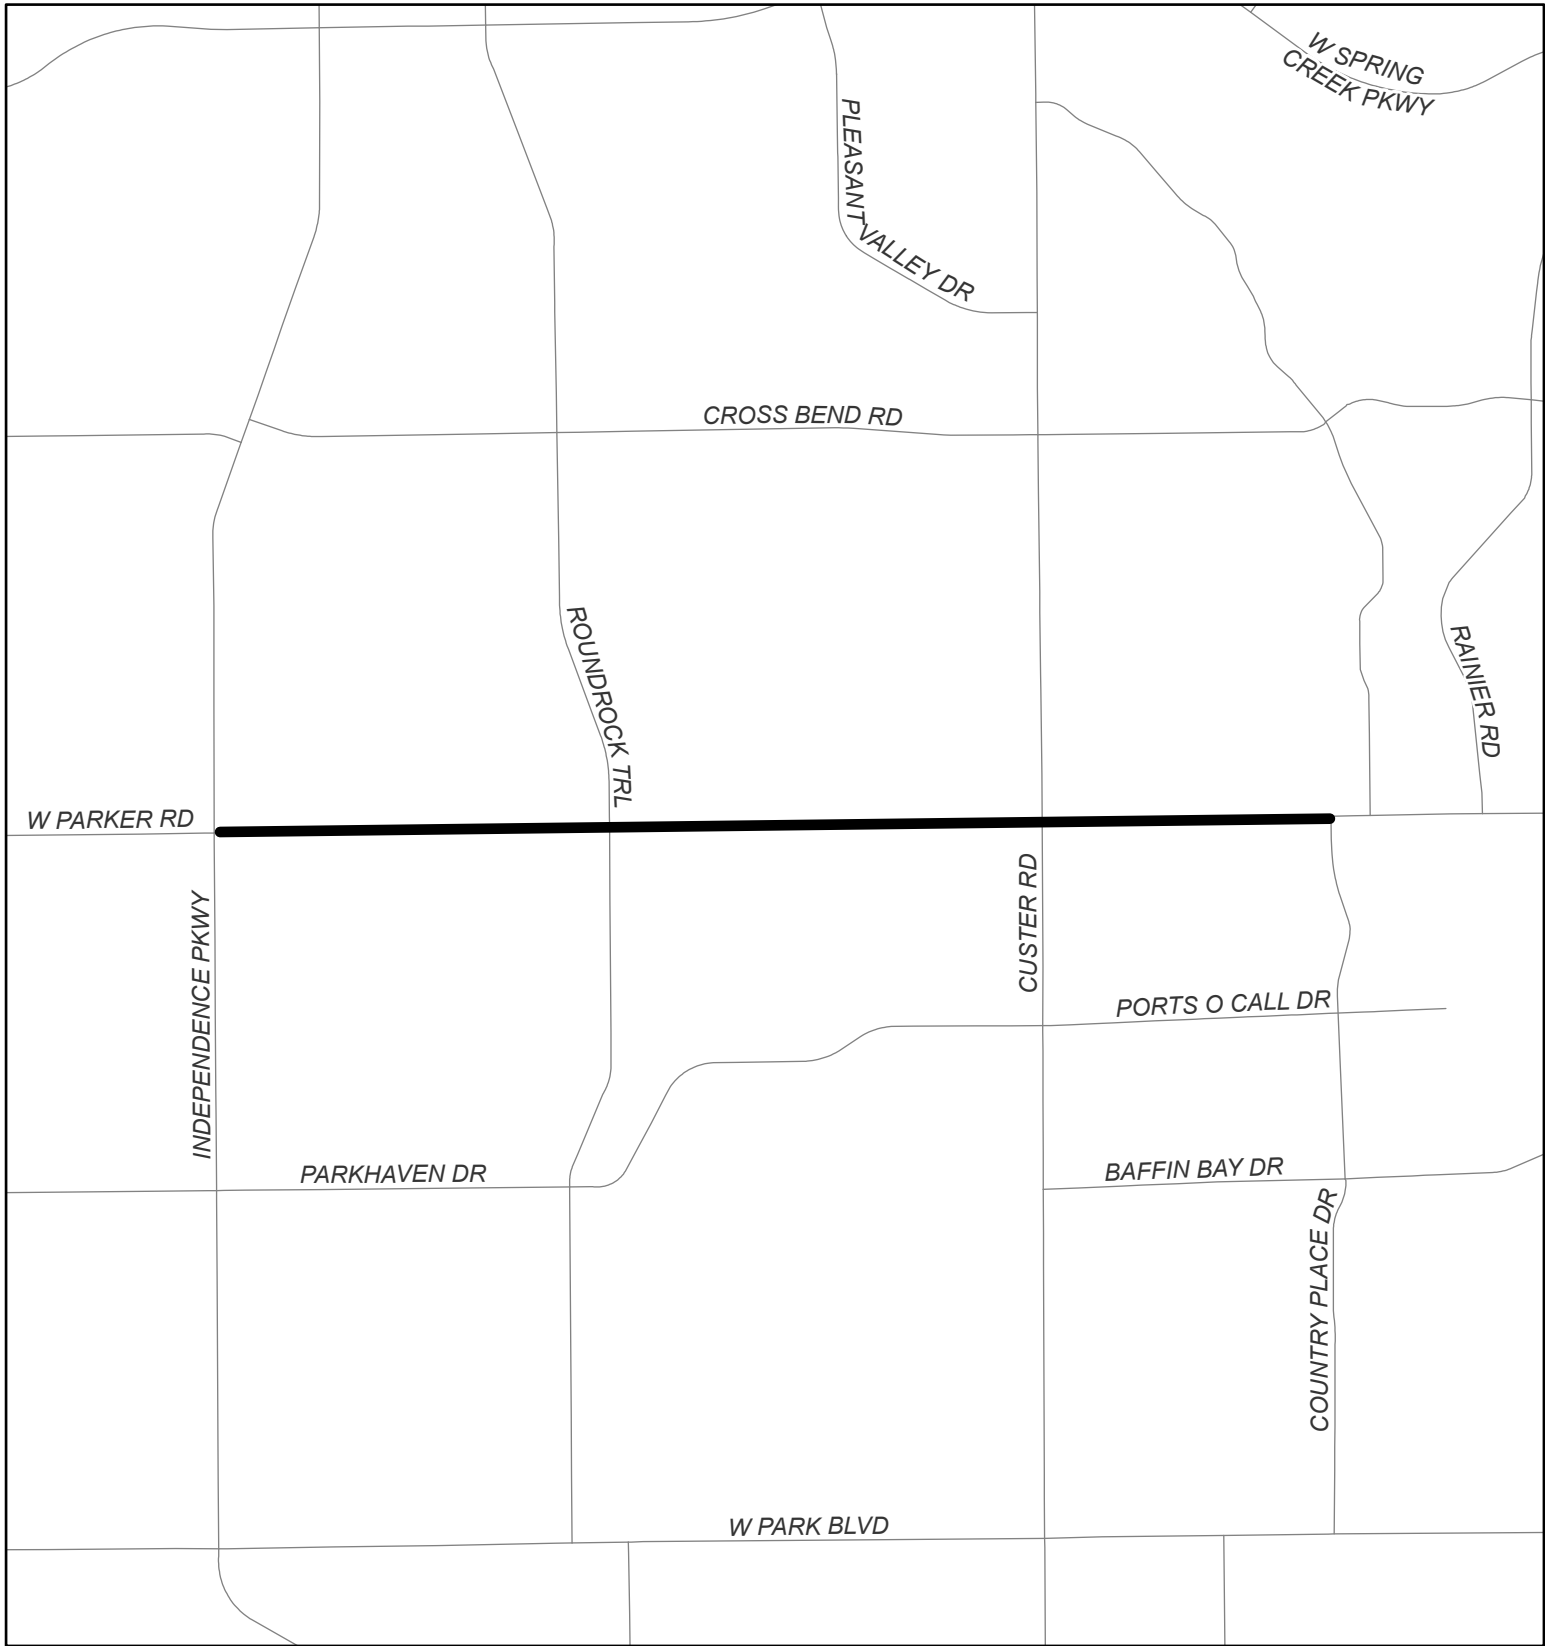 W SPRING
CREEK PKWY
PLEASANT
VALLEY DR
CROSS BEND RD
ROUNDROCK TRL
RAINIER RD
W PARKER RD
INDEPENDENCE PKWY
CUSTER RD
PORTS O CALL DR
PARKHAVEN DR
BAFFIN BAY DR
COUNTRY PLACE DR
W PARK BLVD